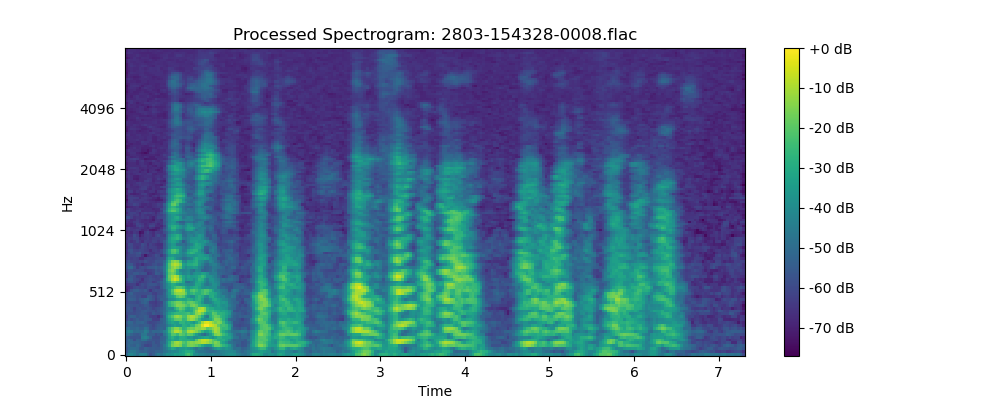 Processed Spectrogram: 2803-154328-0008.flac
Hz
4096
2048
1024
512
0
0 1 2 3 4 5 6 7
Time
+0 dB
-10 dB
-20 dB
-30 dB
-40 dB
-50 dB
-60 dB
-70 dB